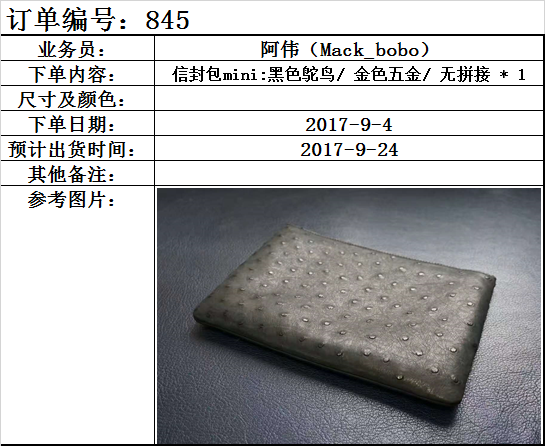 订单编号：845
业务员： 阿伟（Mack_bobo）
下单内容： 信封包mini:黑色鸵鸟/ 金色五金/ 无拼接 * 1
尺寸及颜色：
下单日期： 2017-9-4
预计出货时间： 2017-9-24
其他备注：
参考图片：